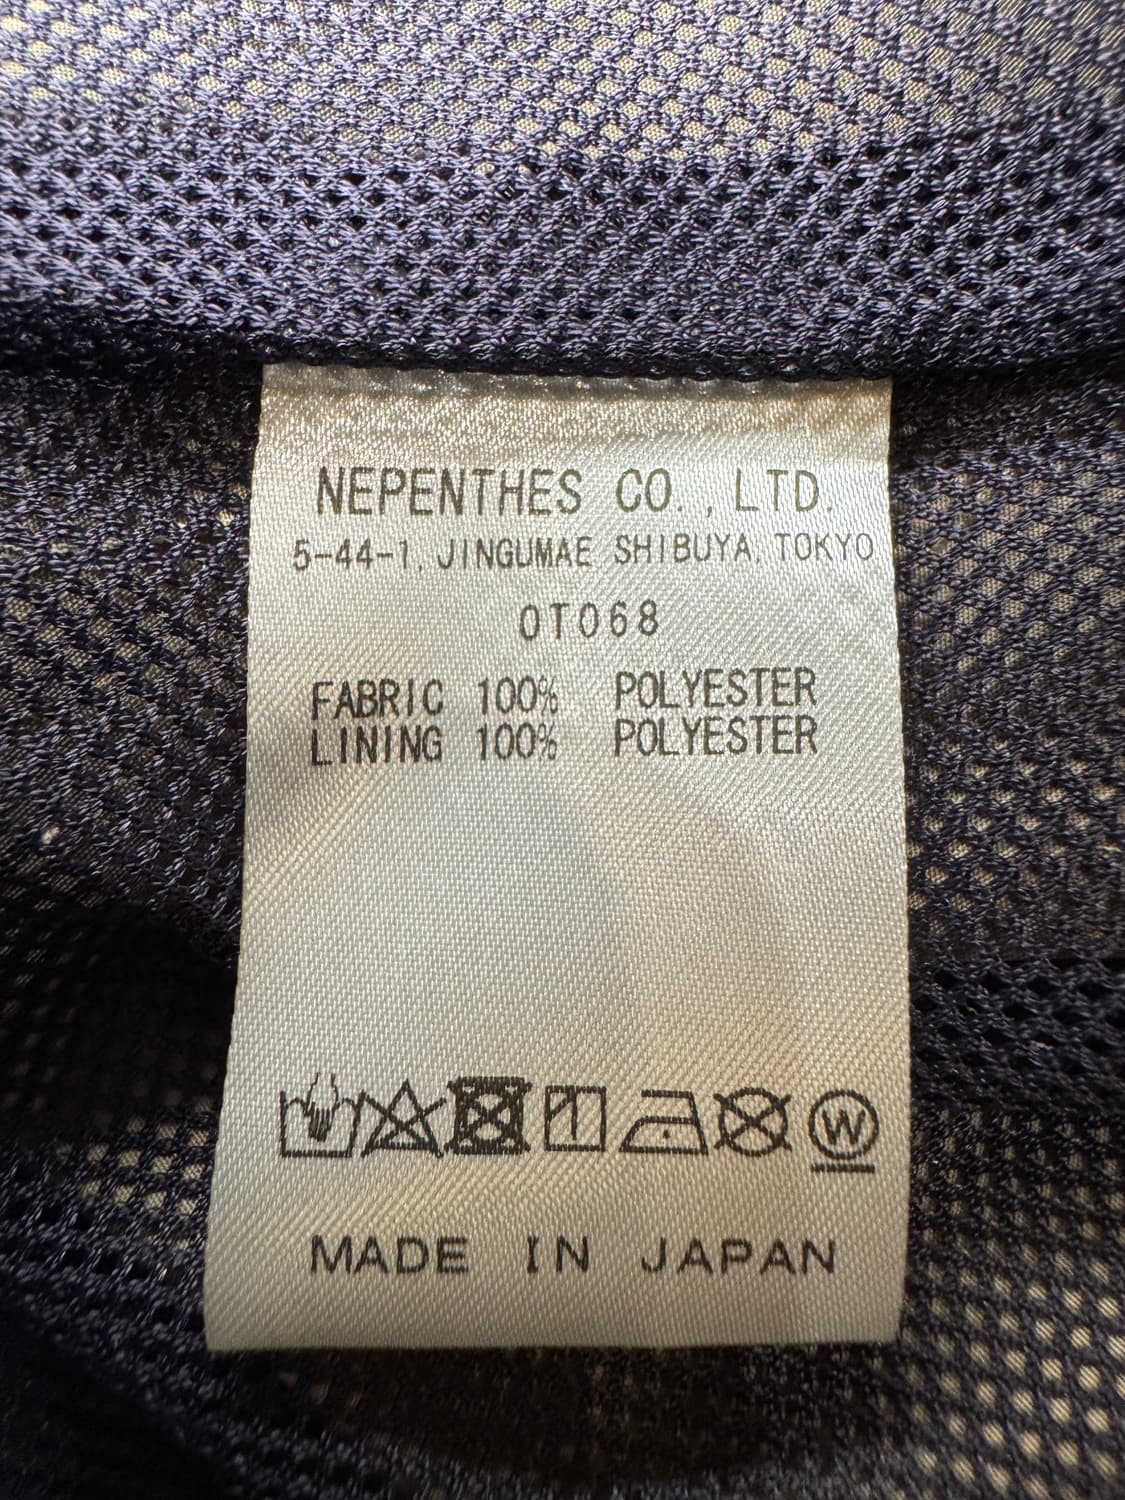 NEPENTHES CO., LTD.
5-44-1, JINGUMAE SHIBUYA, TOKYO
OT068
FABRIC 100% POLYESTER
LINING 100% POLYESTER
W
MADE IN JAPAN